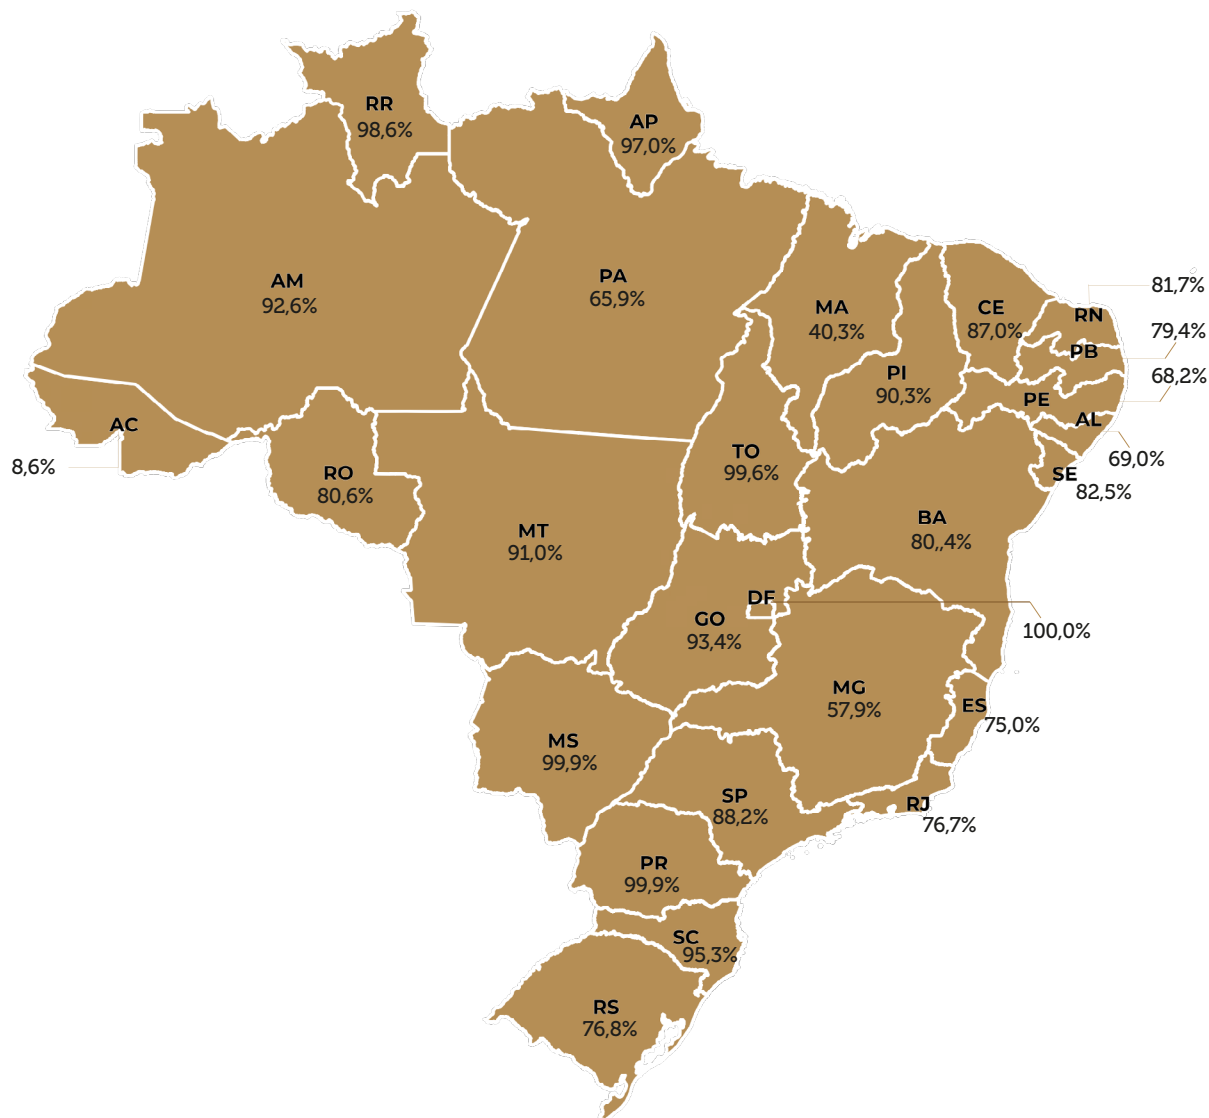 RR
98,6%
AP
97,0%
AM
92,6%
PA
65,9%
MA
40,3%
CE
87,0%
81,7%
RN
79,4%
PB
68,2%
PI
90,3%
PE
AL
69,0%
AC
8,6%
RO
80,6%
TO
99,6%
SE
82,5%
BA
80,,4%
MT
91,0%
DF
100,0%
GO
93,4%
MG
57,9%
ES
75,0%
MS
99,9%
SP
88,2%
RJ
76,7%
PR
99,9%
SC
95,3%
RS
76,8%